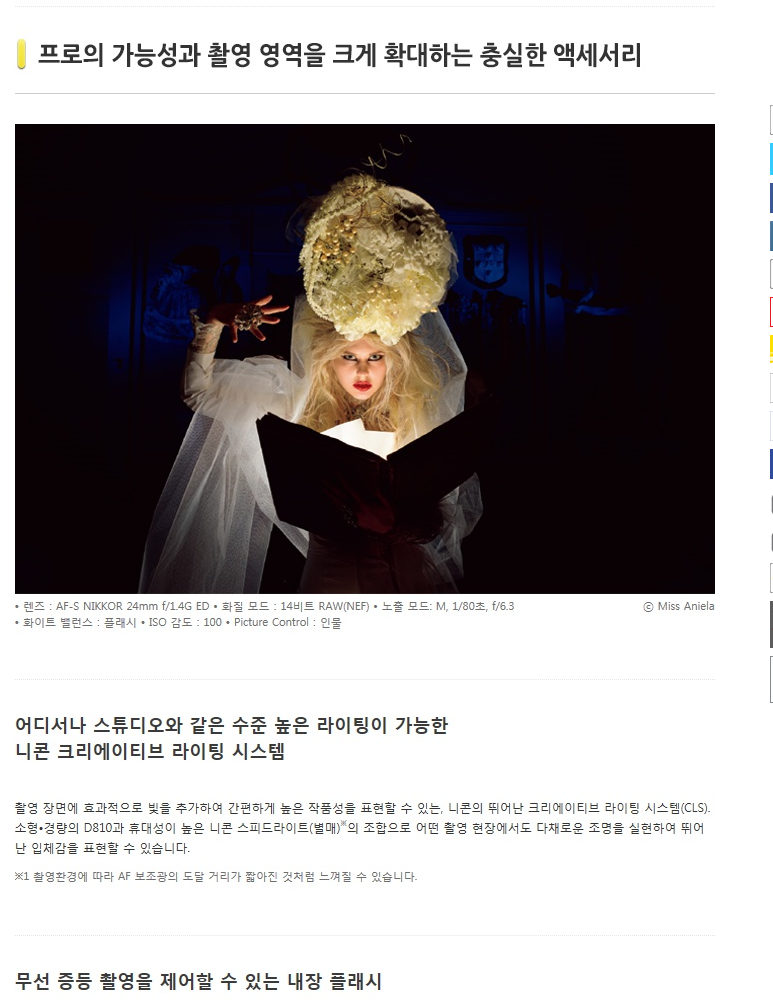 프로의 가능성과 촬영 영역을 크게 확대하는 충실한 액세서리
• 렌즈 : AF-S NIKKOR 24mm f/1.4G ED • 화질 모드 : 14비트 RAW(NEF) • 노출 모드: M, 1/80초, f/6.3
ⓒ Miss Aniela
• 화이트 밸런스 : 플래시 • ISO 감도 : 100 • Picture Control : 인물
어디서나 스튜디오와 같은 수준 높은 라이팅이 가능한
니콘 크리에이티브 라이팅 시스템
촬영 장면에 효과적으로 빛을 추가하여 간편하게 높은 작품성을 표현할 수 있는, 니콘의 뛰어난 크리에이티브 라이팅 시스템(CLS).
소형•경량의 D810과 휴대성이 높은 니콘 스피드라이트(별매)※의 조합으로 어떤 촬영 현장에서도 다채로운 조명을 실현하여 뛰어
난 입체감을 표현할 수 있습니다.
※1 촬영환경에 따라 AF 보조광의 도달 거리가 짧아진 것처럼 느껴질 수 있습니다.
무선 증등 촬영을 제어할 수 있는 내장 플래시